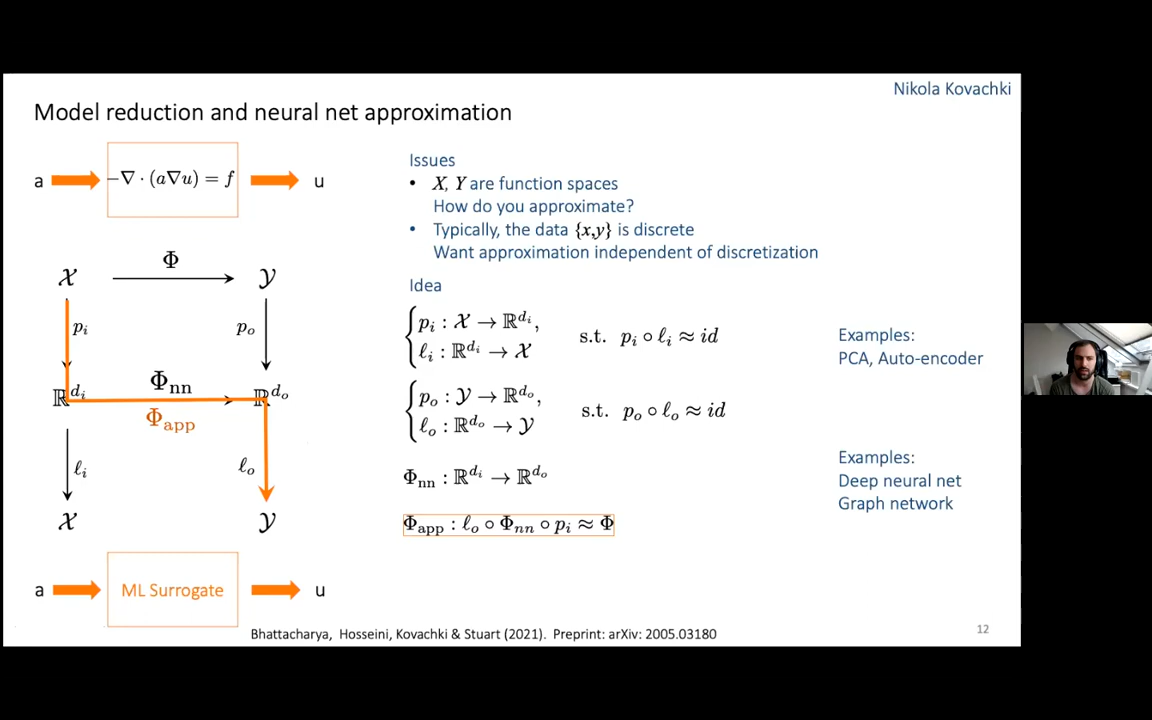 Nikola Kovachki
Model reduction and neural net approximation
a
−∇ · (a∇u) = f
u
𝒳
Φ
𝒴
p_i
p_o
ℝ^{d_i}
Φ_nn
ℝ^{d_o}
Φ_app
ℓ_i
ℓ_o
𝒳
𝒴
a
ML Surrogate
u
Issues
• X, Y are function spaces
How do you approximate?
• Typically, the data {x,y} is discrete
Want approximation independent of discretization
Idea
{ p_i : 𝒳 → ℝ^{d_i},
ℓ_i : ℝ^{d_i} → 𝒳
s.t. p_i ∘ ℓ_i ≈ id
{ p_o : 𝒴 → ℝ^{d_o},
ℓ_o : ℝ^{d_o} → 𝒴
s.t. p_o ∘ ℓ_o ≈ id
Φ_nn : ℝ^{d_i} → ℝ^{d_o}
Φ_app : ℓ_o ∘ Φ_nn ∘ p_i ≈ Φ
Examples:
PCA, Auto-encoder
Examples:
Deep neural net
Graph network
Bhattacharya, Hosseini, Kovachki & Stuart (2021). Preprint: arXiv: 2005.03180
12